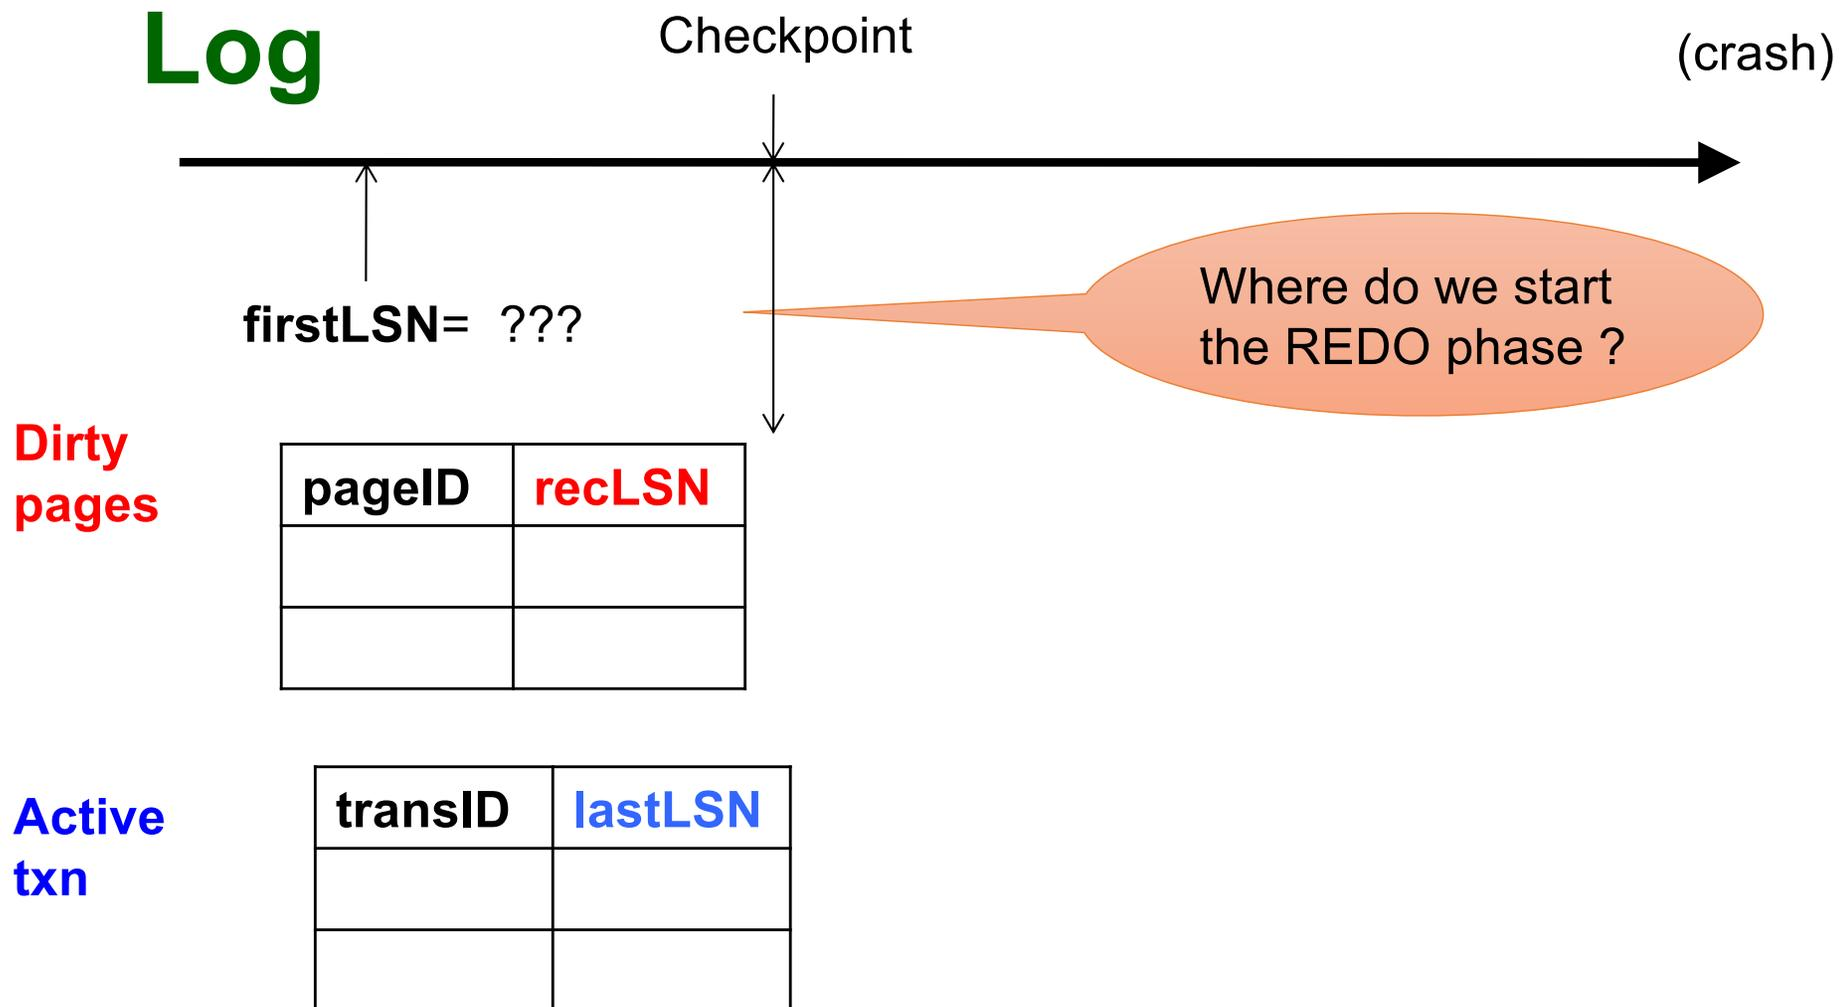 Log
Checkpoint
(crash)
firstLSN= ???
Where do we start
the REDO phase ?
Dirty
pages
pageID recLSN
Active
txn
transID lastLSN